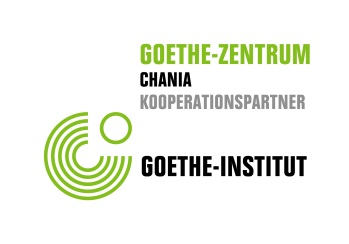 GOETHE-ZENTRUM
CHANIA
KOOPERATIONSPARTNER
GOETHE-INSTITUT